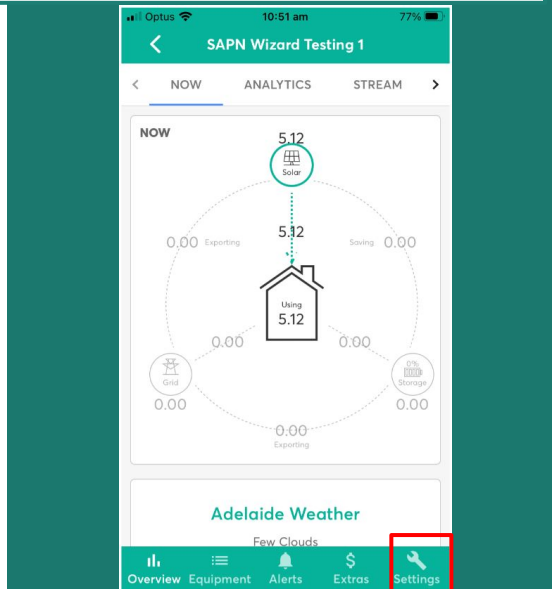 Optus 10:51 am 77%
SAPN Wizard Testing 1
NOW ANALYTICS STREAM
NOW
5.12
Solar
5.12
0.00 Exporting
Saving 0.00
Using
5.12
0.00
0.00
Grid
0.00
0%
Storage
0.00
0.00
Exporting
Adelaide Weather
Few Clouds
Overview Equipment Alerts Extras Settings